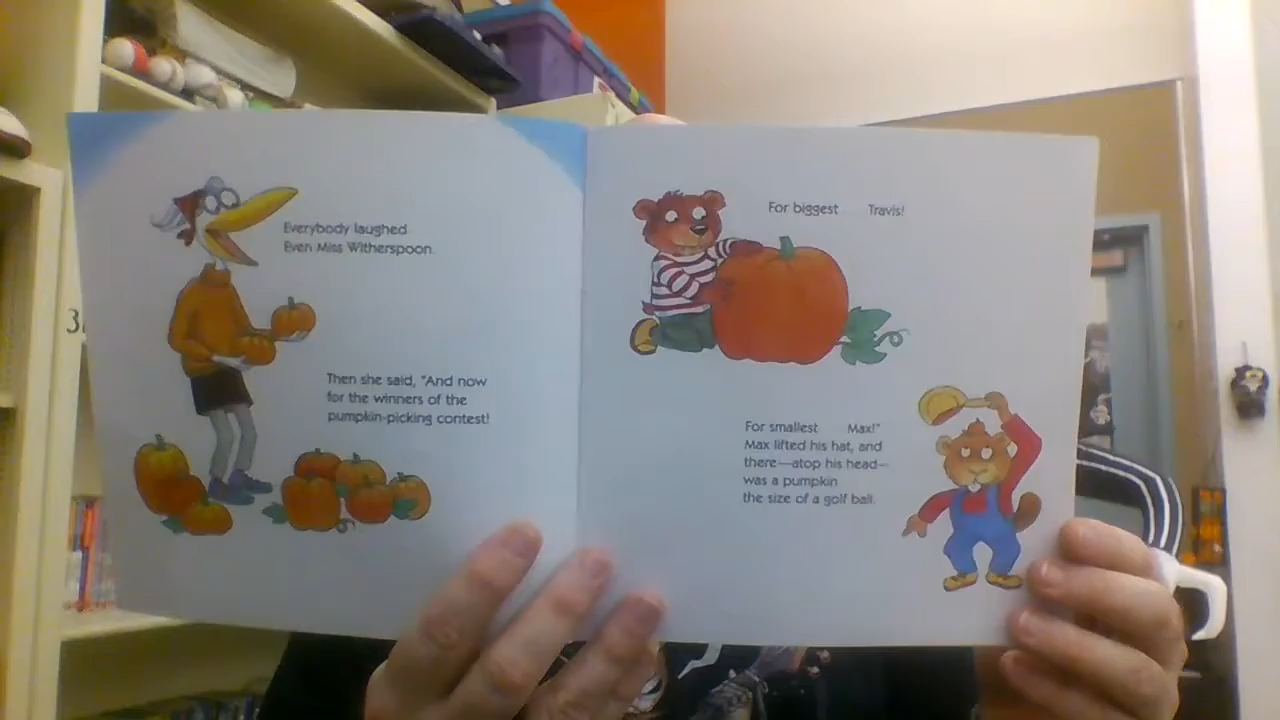 Everybody laughed.
Even Miss Witherspoon.
Then she said, "And now
for the winners of the
pumpkin-picking contest!
For biggest Travis!
For smallest Max!"
Max lifted his hat, and
there—atop his head—
was a pumpkin
the size of a golf ball.